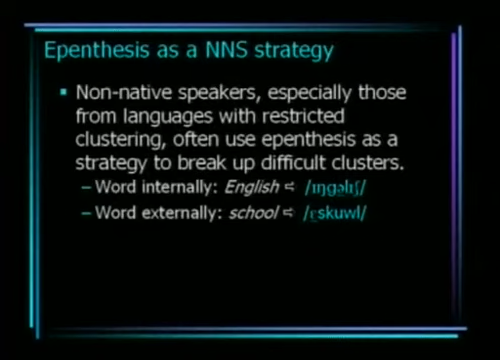 Epenthesis as a NNS strategy
▪ Non-native speakers, especially those
from languages with restricted
clustering, often use epenthesis as a
strategy to break up difficult clusters.
– Word internally: English ⇨ /ɪŋgəlɪʃ/
– Word externally: school ⇨ /ɛskuwl/